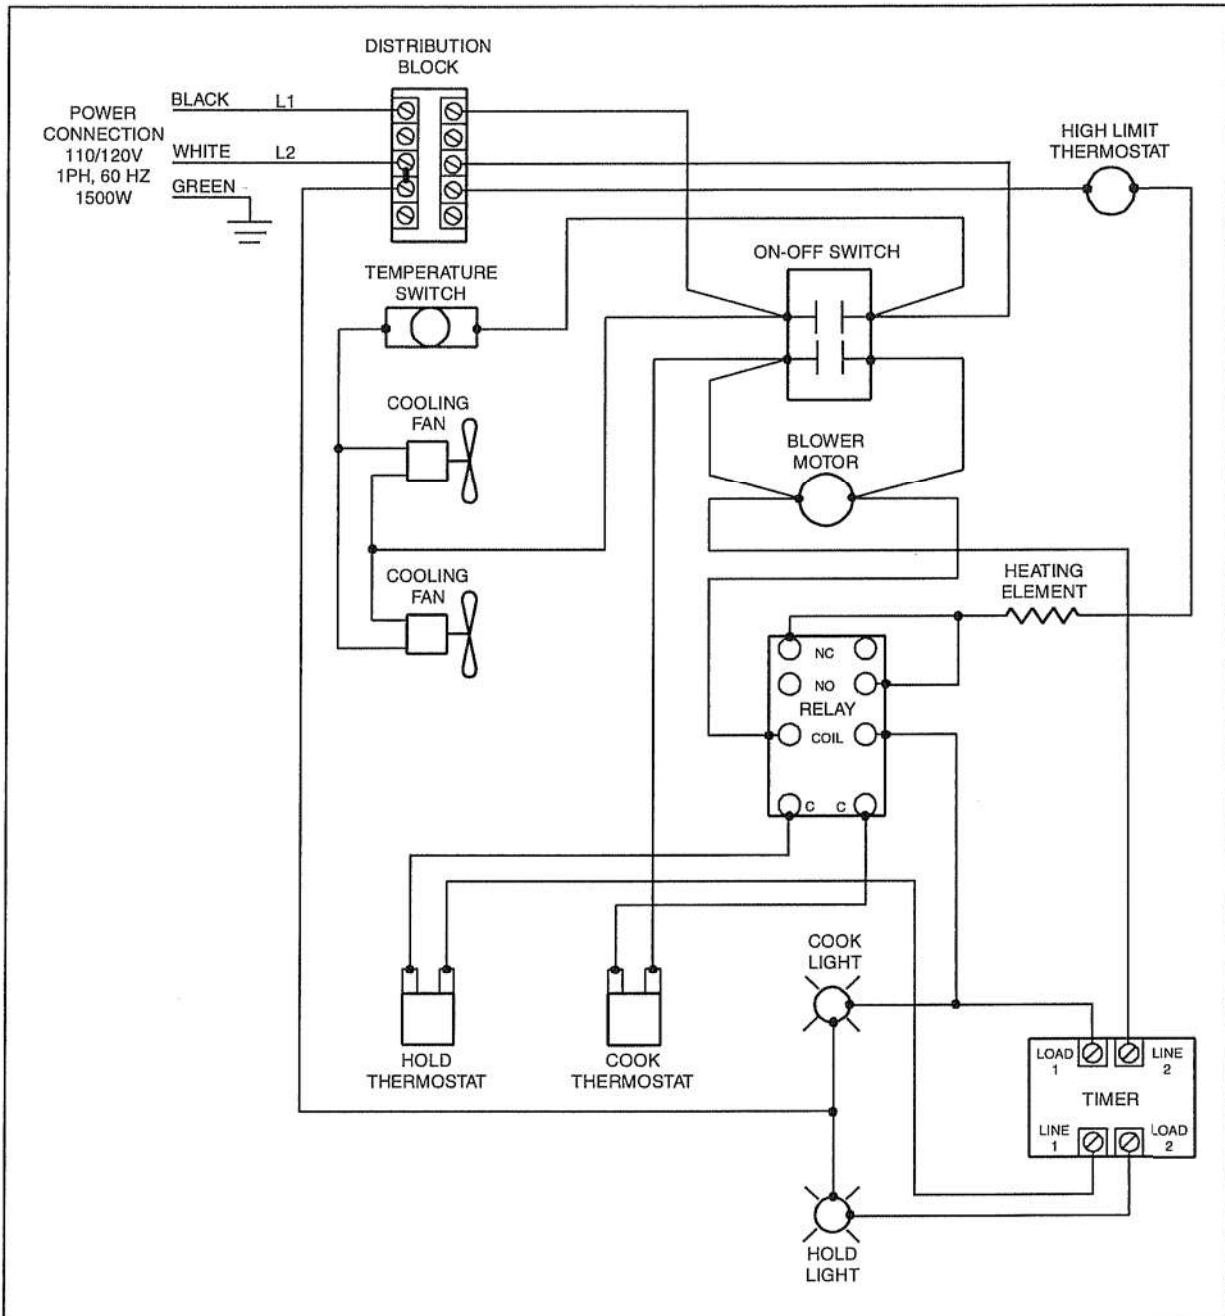 DISTRIBUTION
BLOCK
BLACK L1
POWER
CONNECTION
110/120V
1PH, 60 HZ
1500W
WHITE L2
GREEN
HIGH LIMIT
THERMOSTAT
ON-OFF SWITCH
TEMPERATURE
SWITCH
COOLING
FAN
BLOWER
MOTOR
COOLING
FAN
HEATING
ELEMENT
NC
NO
RELAY
COIL
C C
COOK
LIGHT
HOLD
THERMOSTAT
COOK
THERMOSTAT
LOAD
1
LINE
2
TIMER
LINE
1
LOAD
2
HOLD
LIGHT